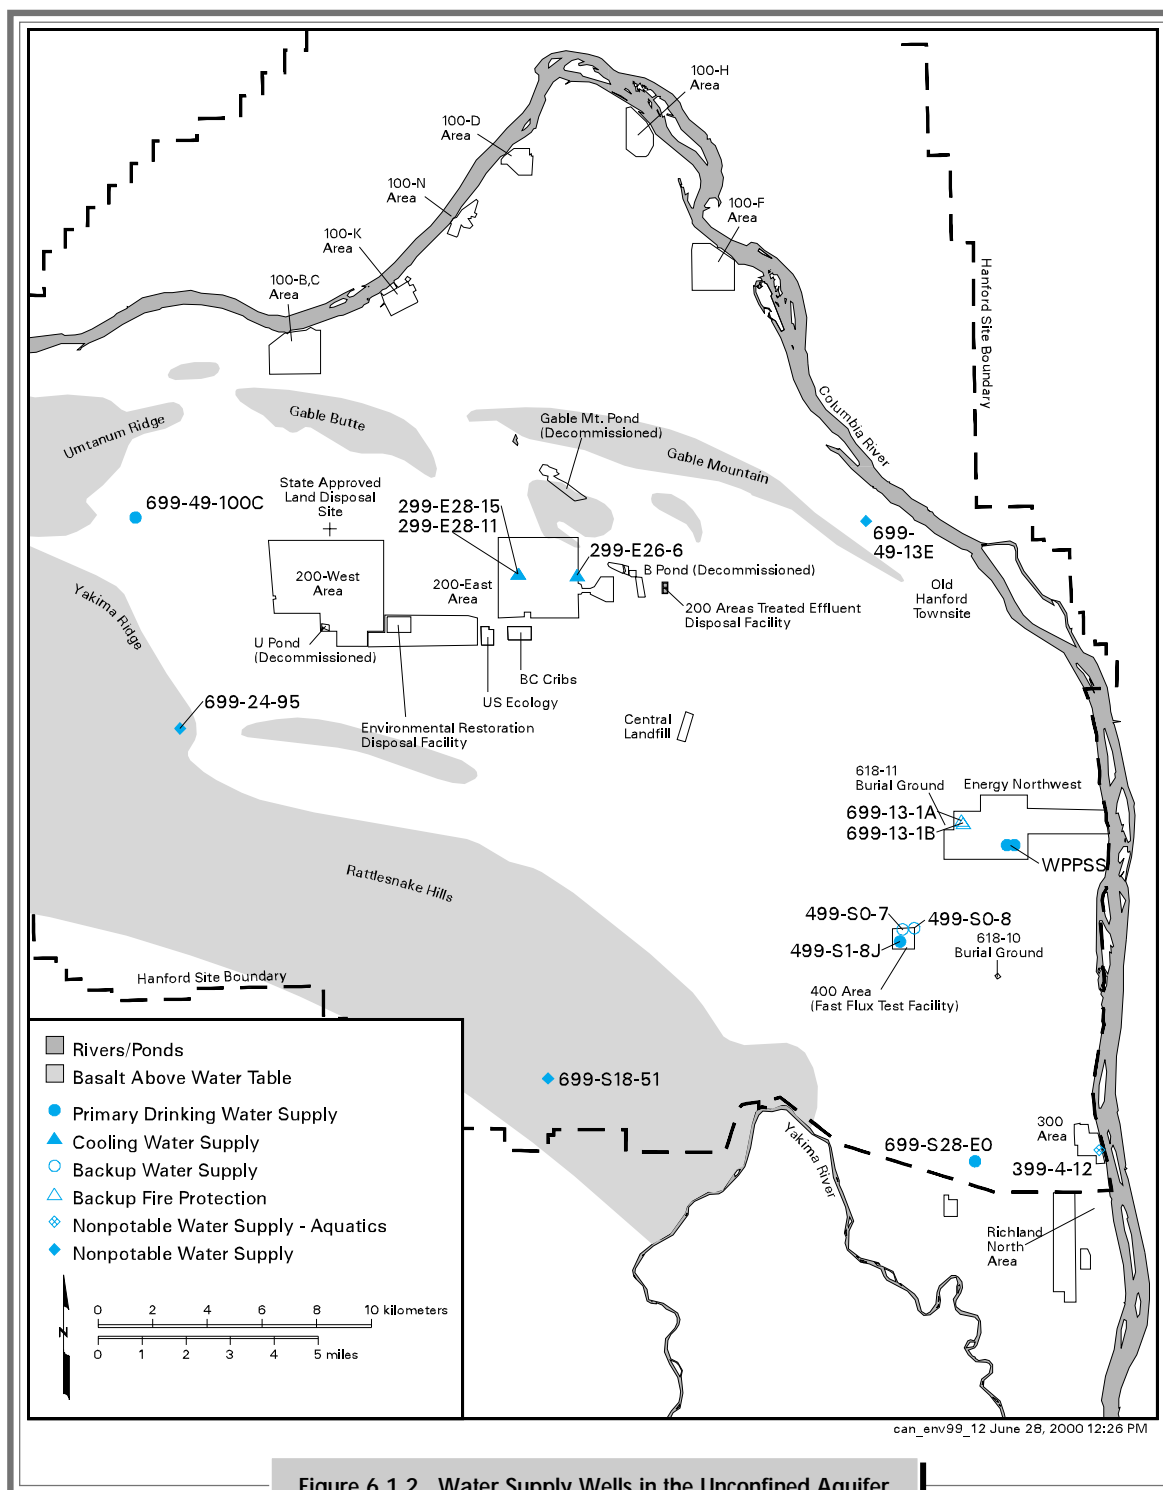 100-H
Area
100-D
Area
100-N
Area
100-F
Area
100-K
Area
100-B,C
Area
Hanford Site Boundary
Columbia River
Umtanum Ridge
Gable Butte
Gable Mt. Pond
(Decommissioned)
Gable Mountain
State Approved
Land Disposal
Site
699-49-100C
299-E28-15
299-E28-11
699-
49-13E
299-E26-6
B Pond (Decommissioned)
200-West
Area
200-East
Area
200 Areas Treated Effluent
Disposal Facility
Old
Hanford
Townsite
Yakima Ridge
U Pond
(Decommissioned)
BC Cribs
US Ecology
699-24-95
Environmental Restoration
Disposal Facility
Central
Landfill
618-11
Burial Ground
Energy Northwest
699-13-1A
699-13-1B
WPPSS
Rattlesnake Hills
499-S0-7
499-S0-8
499-S1-8J
618-10
Burial Ground
400 Area
(Fast Flux Test Facility)
Hanford Site Boundary
Rivers/Ponds
Basalt Above Water Table
Primary Drinking Water Supply
Cooling Water Supply
Backup Water Supply
Backup Fire Protection
Nonpotable Water Supply - Aquatics
Nonpotable Water Supply
699-S18-51
Yakima River
300
Area
699-S28-E0
399-4-12
Richland
North
Area
N
0 2 4 6 8 10 kilometers
0 1 2 3 4 5 miles
can_env99_12 June 28, 2000 12:26 PM
Figure 6.1.2 Water Supply Wells in the Unconfined Aquifer